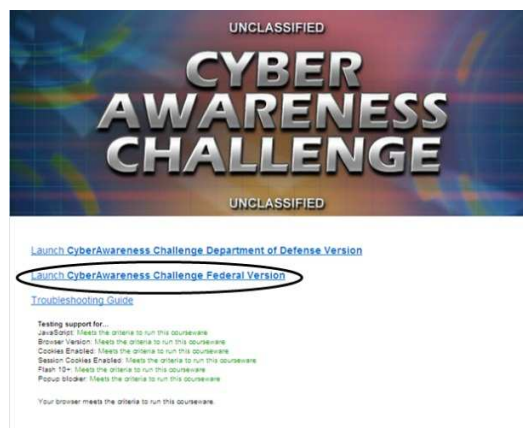 UNCLASSIFIED
CYBER
AWARENESS
CHALLENGE
UNCLASSIFIED
Launch CyberAwareness Challenge Department of Defense Version
Launch CyberAwareness Challenge Federal Version
Troubleshooting Guide
Testing support for...
JavaScript: Meets the criteria to run this courseware
Browser Version: Meets the criteria to run this courseware
Cookies Enabled: Meets the criteria to run this courseware
Session Cookies Enabled: Meets the criteria to run this courseware
Flash 10+: Meets the criteria to run this courseware
Popup blocker: Meets the criteria to run this courseware
Your browser meets the criteria to run this courseware.